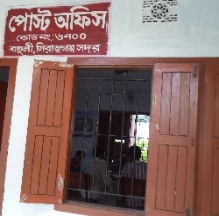 পোস্ট অফিস
কোড নং, ৬৭০০
বহুলী, সিরাজগঞ্জ সদর